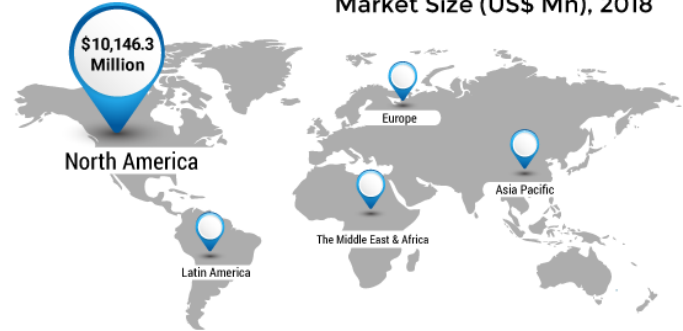 Market Size (US$ Mn), 2018
$10,146.3
Million
North America
Europe
Asia Pacific
The Middle East & Africa
Latin America